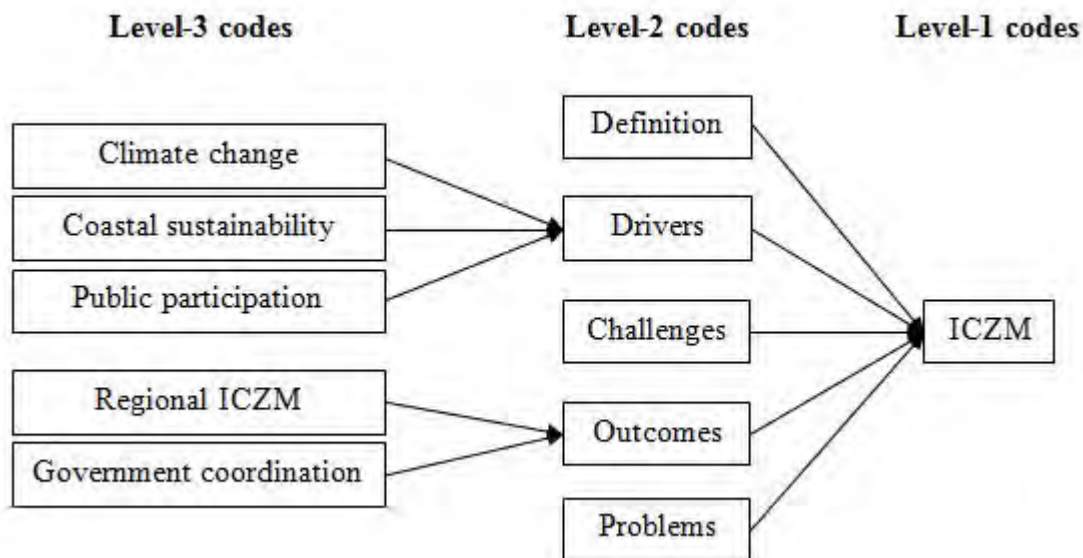 Level-3 codes
Level-2 codes
Level-1 codes
Climate change
Coastal sustainability
Public participation
Regional ICZM
Government coordination
Definition
Drivers
Challenges
Outcomes
Problems
ICZM